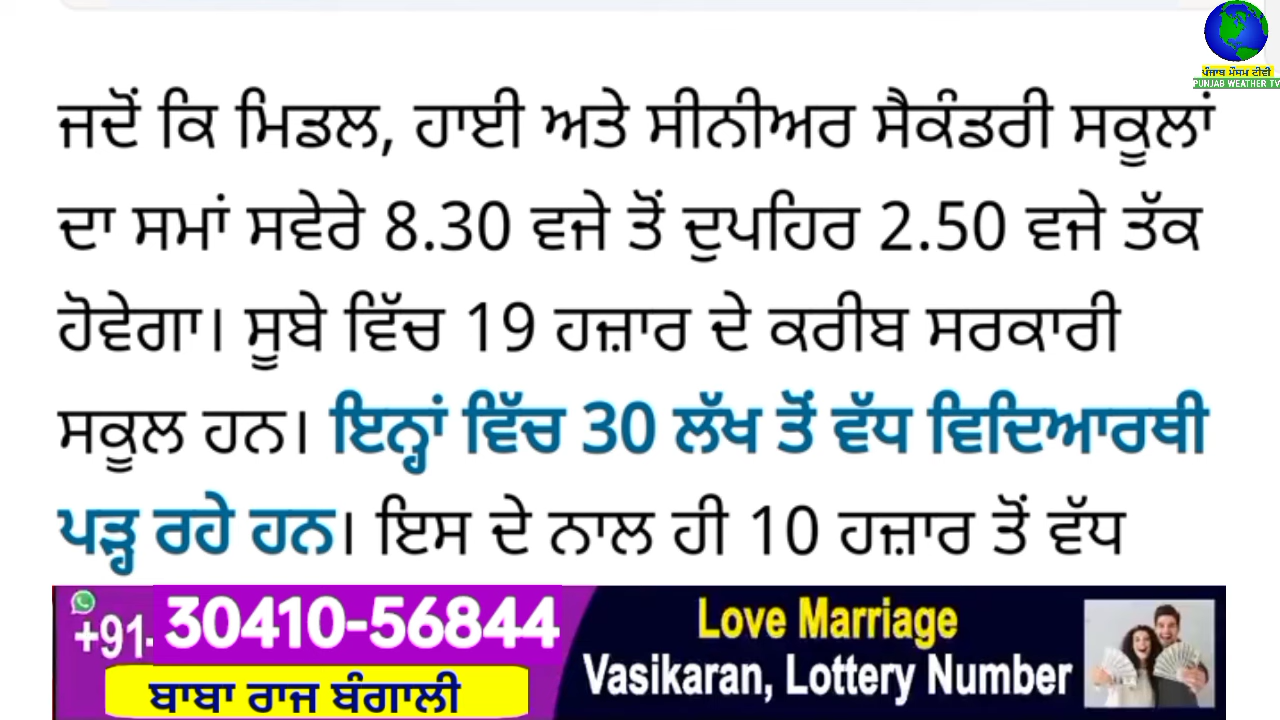 ਪੰਜਾਬ ਮੌਸਮ ਟੀਵੀ
PUNJAB WEATHER TV
ਜਦੋਂ ਕਿ ਮਿਡਲ, ਹਾਈ ਅਤੇ ਸੀਨੀਅਰ ਸੈਕੰਡਰੀ ਸਕੂਲਾਂ
ਦਾ ਸਮਾਂ ਸਵੇਰੇ 8.30 ਵਜੇ ਤੋਂ ਦੁਪਹਿਰ 2.50 ਵਜੇ ਤੱਕ
ਹੋਵੇਗਾ। ਸੂਬੇ ਵਿੱਚ 19 ਹਜ਼ਾਰ ਦੇ ਕਰੀਬ ਸਰਕਾਰੀ
ਸਕੂਲ ਹਨ। ਇਨ੍ਹਾਂ ਵਿੱਚ 30 ਲੱਖ ਤੋਂ ਵੱਧ ਵਿਦਿਆਰਥੀ
ਪੜ੍ਹ ਰਹੇ ਹਨ। ਇਸ ਦੇ ਨਾਲ ਹੀ 10 ਹਜ਼ਾਰ ਤੋਂ ਵੱਧ
+91. 30410-56844
ਬਾਬਾ ਰਾਜ ਬੰਗਾਲੀ
Love Marriage
Vasikaran, Lottery Number